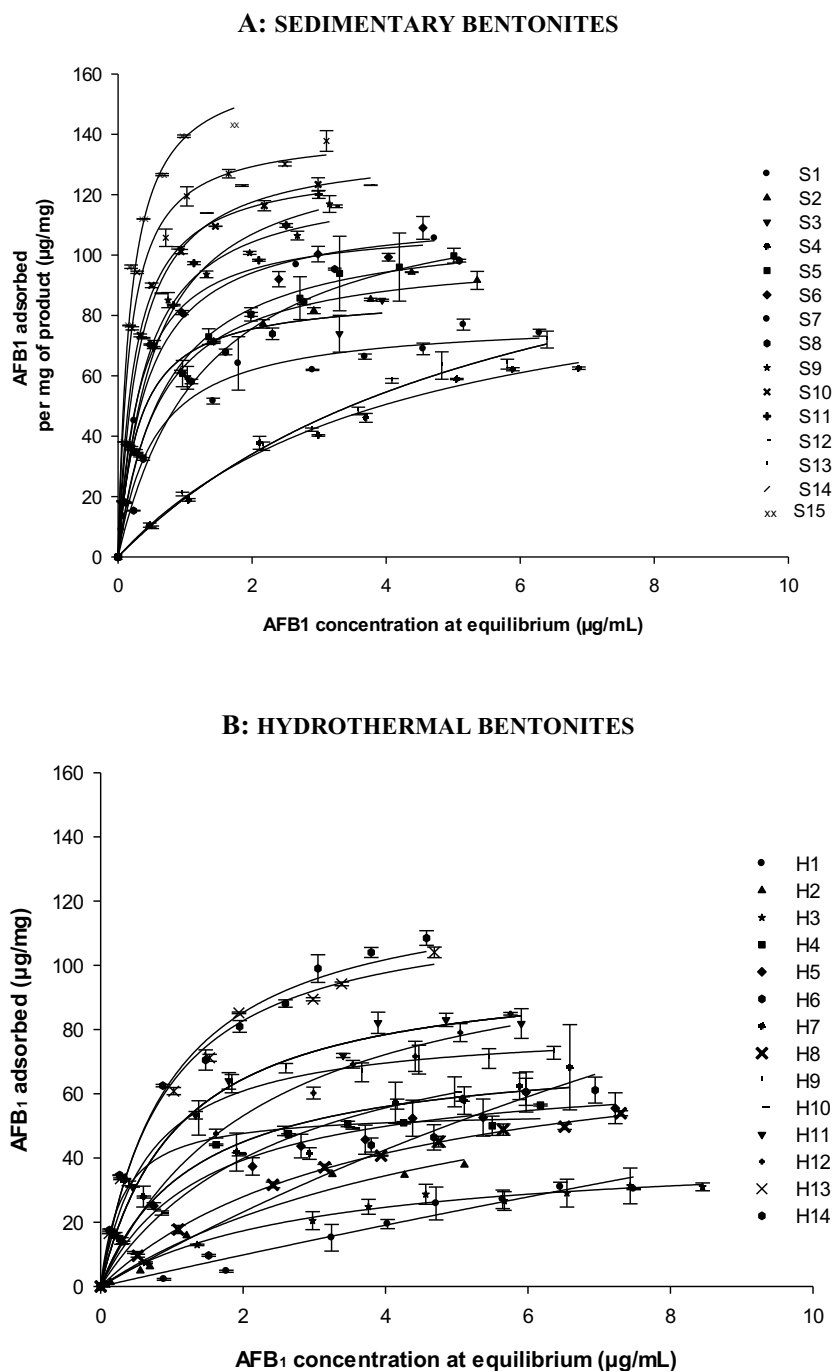 A: SEDIMENTARY BENTONITES
160
140
120
100
80
60
40
20
0
AFB1 adsorbed
per mg of product (µg/mg)
0 2 4 6 8 10
AFB1 concentration at equilibrium (µg/mL)
S1
S2
S3
S4
S5
S6
S7
S8
S9
S10
S11
S12
S13
S14
xx S15
xx
B: HYDROTHERMAL BENTONITES
160
140
120
100
80
60
40
20
0
AFB₁ adsorbed (µg/mg)
0 2 4 6 8 10
AFB₁ concentration at equilibrium (µg/mL)
H1
H2
H3
H4
H5
H6
H7
H8
H9
H10
H11
H12
H13
H14